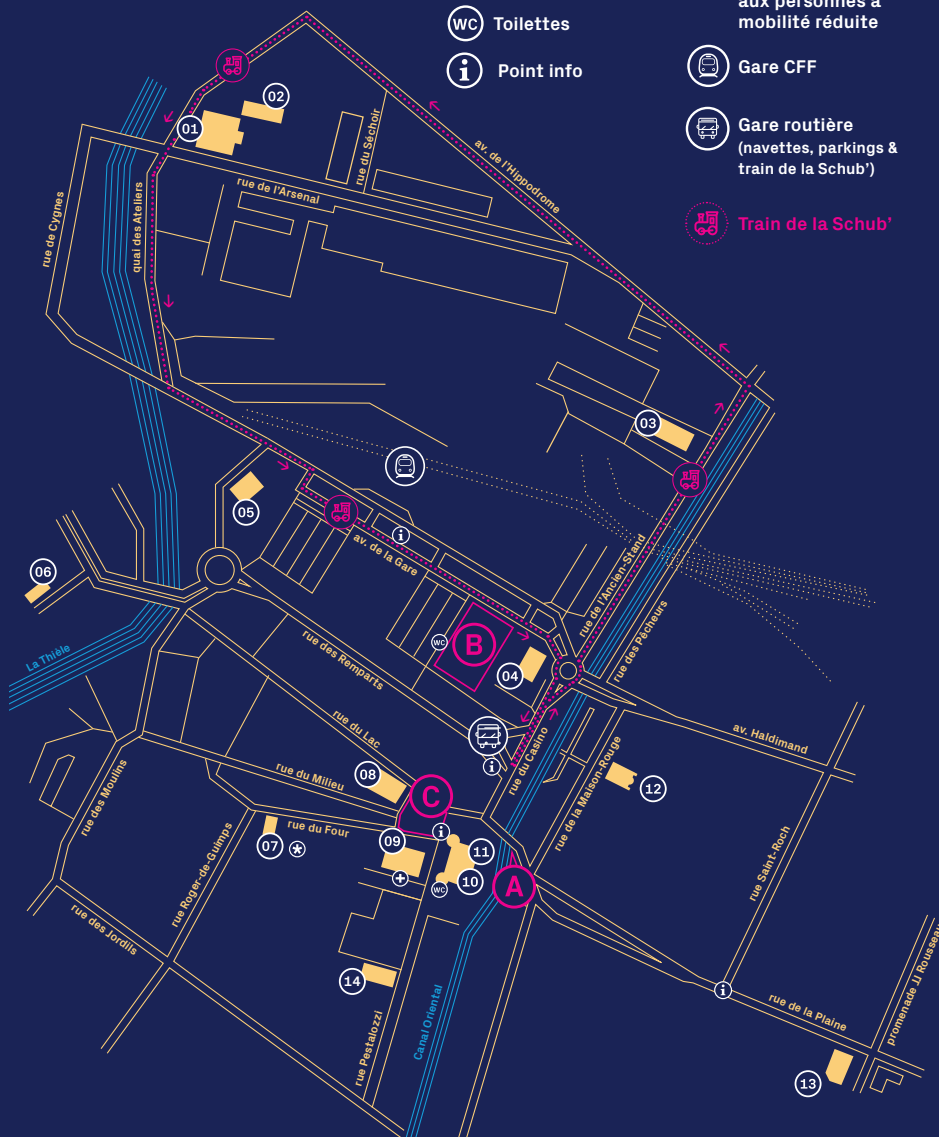 aux personnes à
mobilité réduite
WC Toilettes
i Point info
Gare CFF
Gare routière
(navettes, parkings &
train de la Schub’)
Train de la Schub’
02
01
rue du Séchoir
av. de l'Hippodrome
rue de l'Arsenal
rue de Cygnes
quai des Ateliers
03
05
i
av. de la Gare
rue de l'Ancien-Stand
06
rue des Pêcheurs
WC
B
04
La Thièle
rue des Remparts
rue du Lac
av. Haldimand
i
rue du Casino
rue de la Maison-Rouge
08
rue du Milieu
12
C
rue des Moulins
rue du Four
07
09
i
11
10
WC
A
rue Saint-Roch
rue Roger-de-Guimps
rue des Jordils
14
i
promenade JJ Rousseau
rue de la Plaine
rue Pestalozzi
Canal Oriental
13